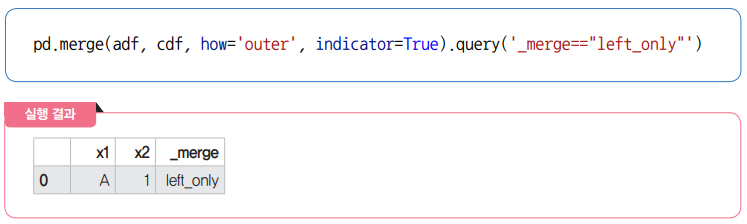 pd.merge(adf, cdf, how='outer', indicator=True).query('_merge=="left_only"')
실행 결과
x1 x2 _merge
0 A 1 left_only